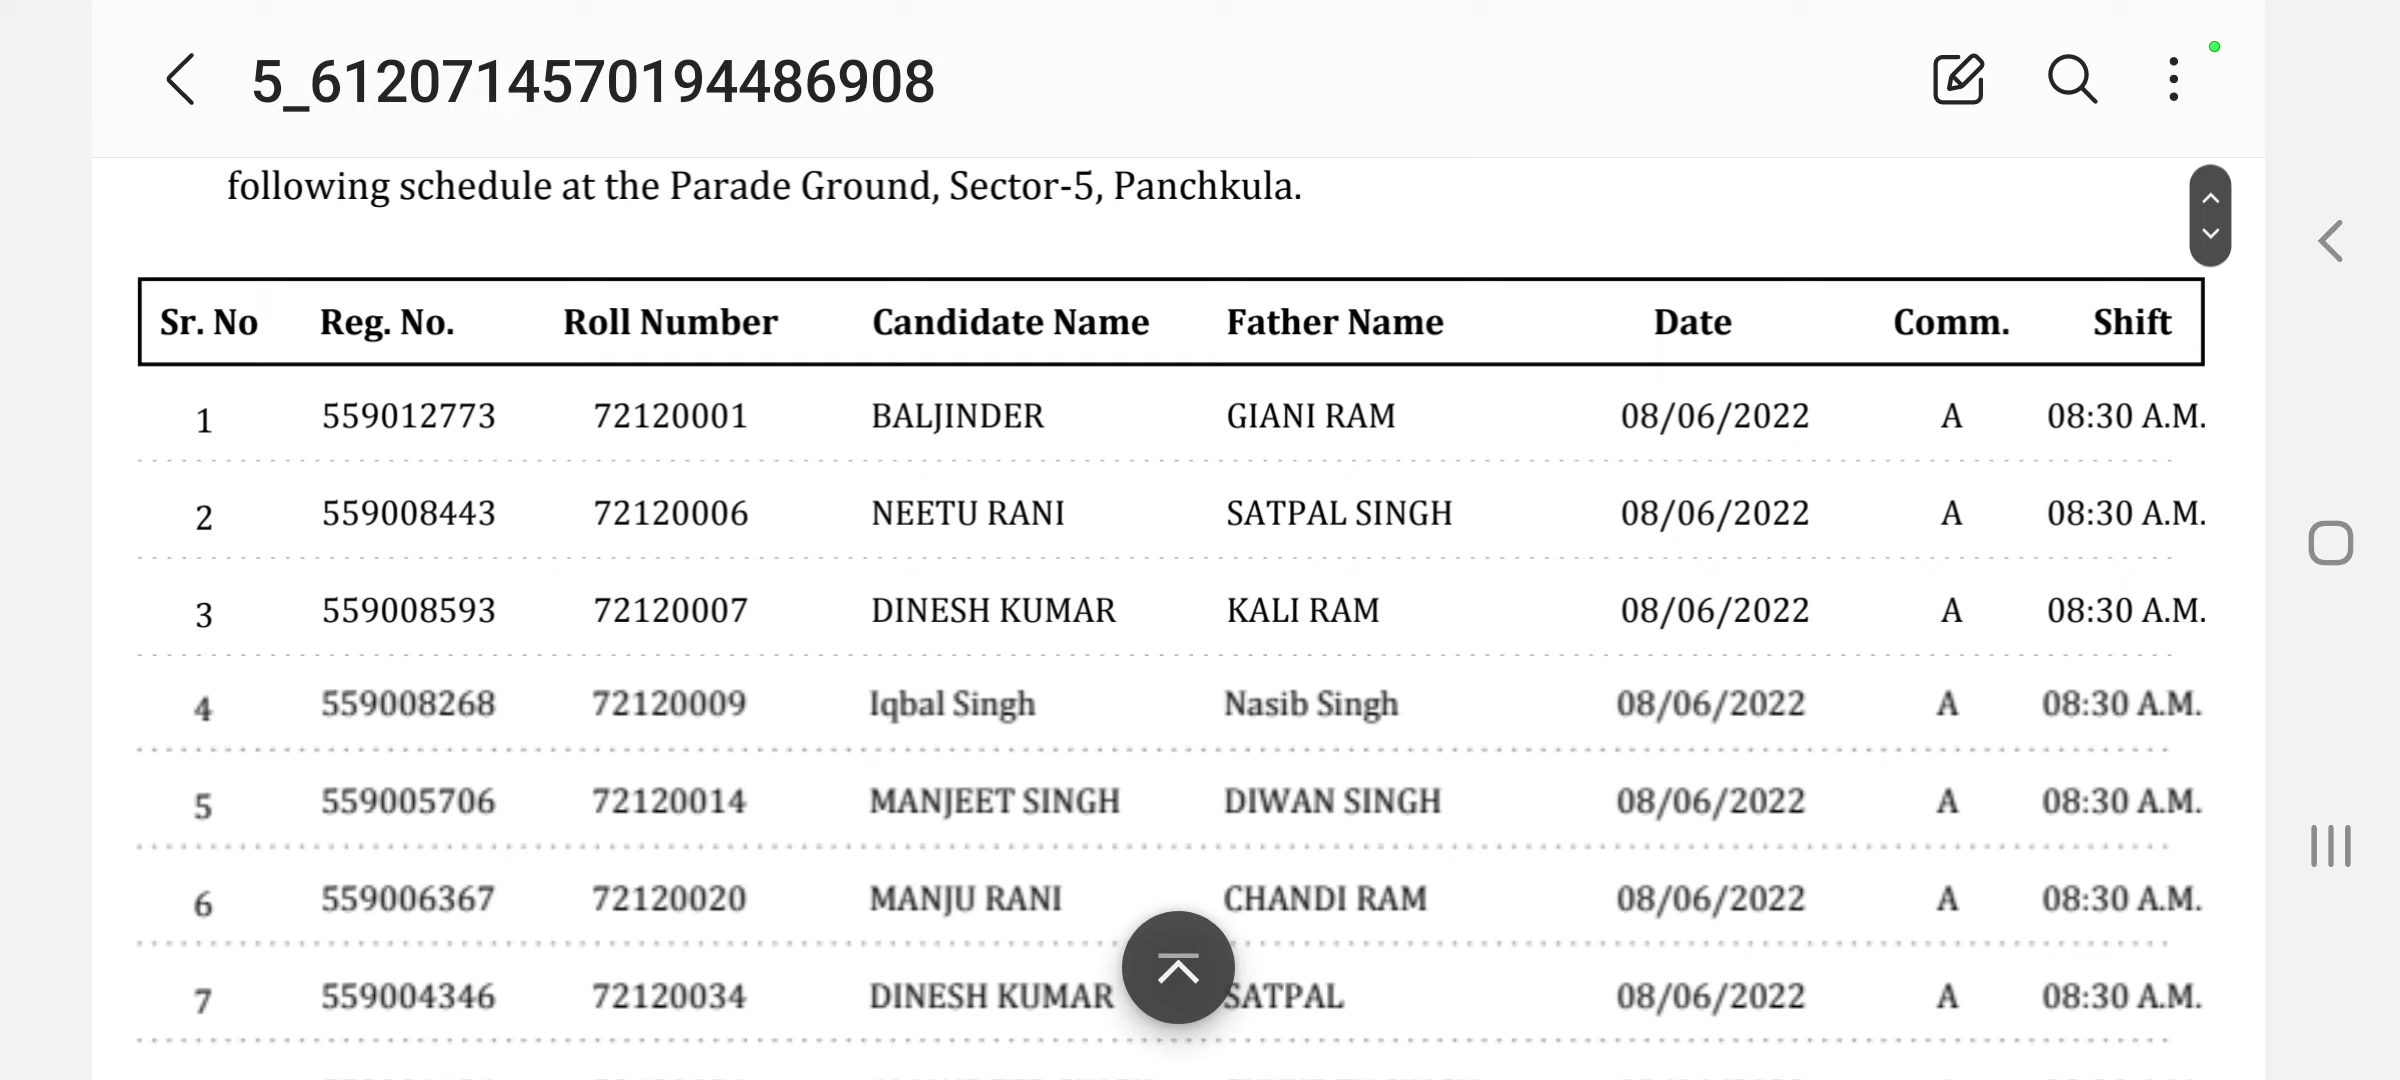 5_6120714570194486908
following schedule at the Parade Ground, Sector-5, Panchkula.
Sr. No Reg. No. Roll Number Candidate Name Father Name Date Comm. Shift
1 559012773 72120001 BALJINDER GIANI RAM 08/06/2022 A 08:30 A.M.
2 559008443 72120006 NEETU RANI SATPAL SINGH 08/06/2022 A 08:30 A.M.
3 559008593 72120007 DINESH KUMAR KALI RAM 08/06/2022 A 08:30 A.M.
4 559008268 72120009 Iqbal Singh Nasib Singh 08/06/2022 A 08:30 A.M.
5 559005706 72120014 MANJEET SINGH DIWAN SINGH 08/06/2022 A 08:30 A.M.
6 559006367 72120020 MANJU RANI CHANDI RAM 08/06/2022 A 08:30 A.M.
7 559004346 72120034 DINESH KUMAR SATPAL 08/06/2022 A 08:30 A.M.